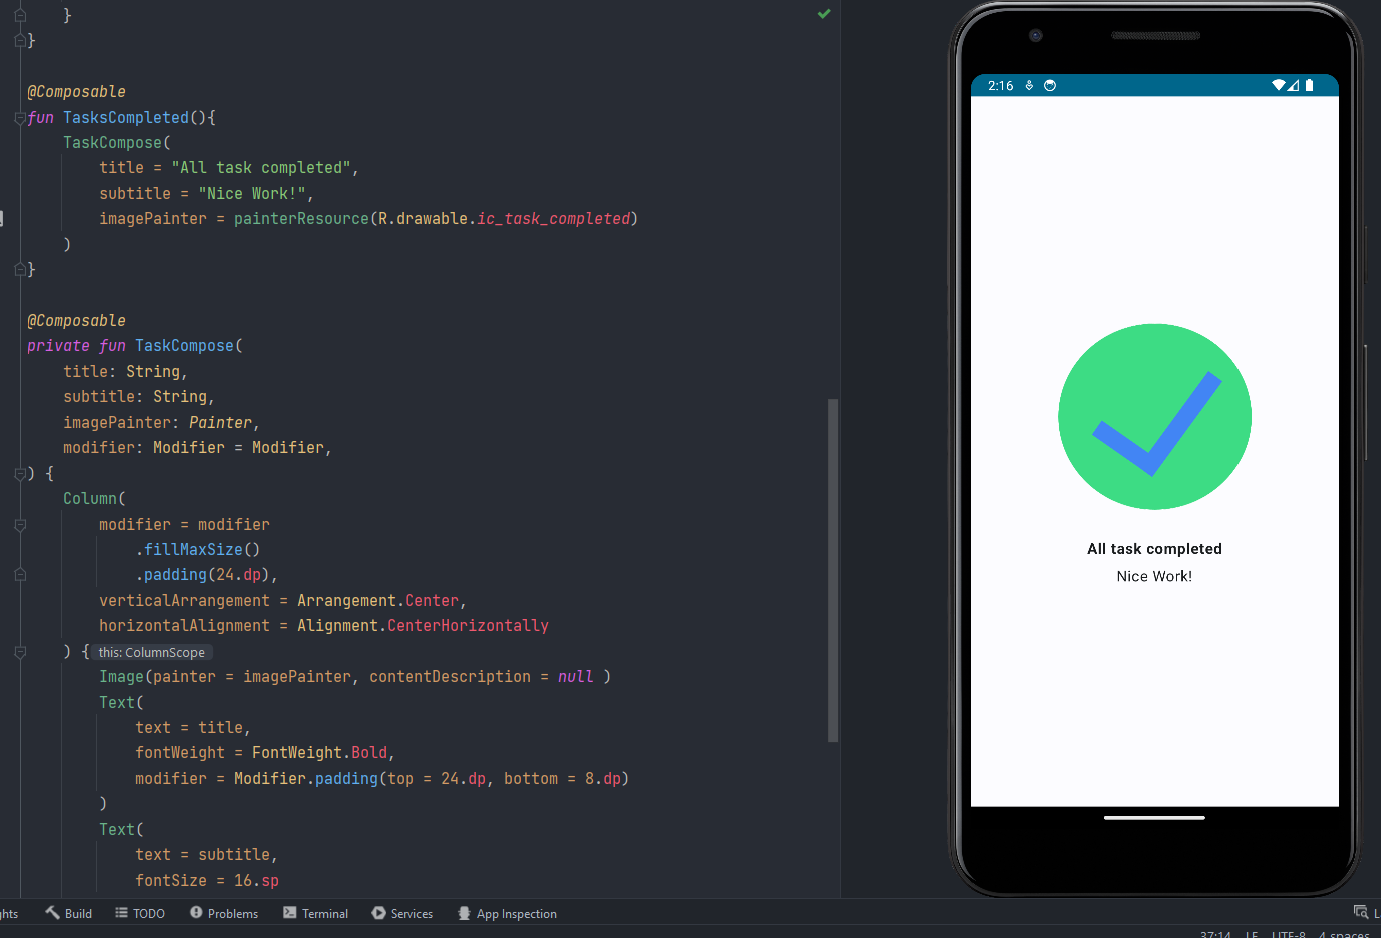 }
}
@Composable
fun TasksCompleted(){
TaskCompose(
title = "All task completed",
subtitle = "Nice Work!",
imagePainter = painterResource(R.drawable.ic_task_completed)
)
}
@Composable
private fun TaskCompose(
title: String,
subtitle: String,
imagePainter: Painter,
modifier: Modifier = Modifier,
) {
Column(
modifier = modifier
.fillMaxSize()
.padding(24.dp),
verticalArrangement = Arrangement.Center,
horizontalAlignment = Alignment.CenterHorizontally
) { this: ColumnScope
Image(painter = imagePainter, contentDescription = null )
Text(
text = title,
fontWeight = FontWeight.Bold,
modifier = Modifier.padding(top = 24.dp, bottom = 8.dp)
)
Text(
text = subtitle,
fontSize = 16.sp
2:16
All task completed
Nice Work!
ghts Build TODO Problems Terminal Services App Inspection L
37:14 LF UTF-8 4 spaces